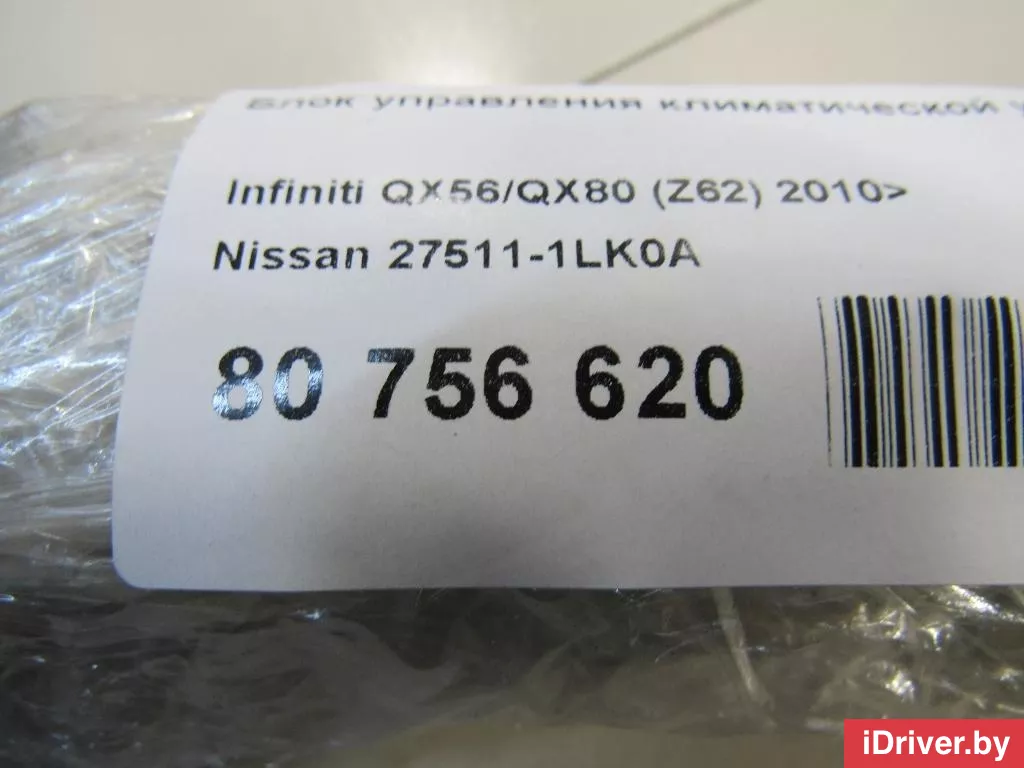 Блок управления климатической
Infiniti QX56/QX80 (Z62) 2010>
Nissan 27511-1LK0A
80 756 620
iDriver.by